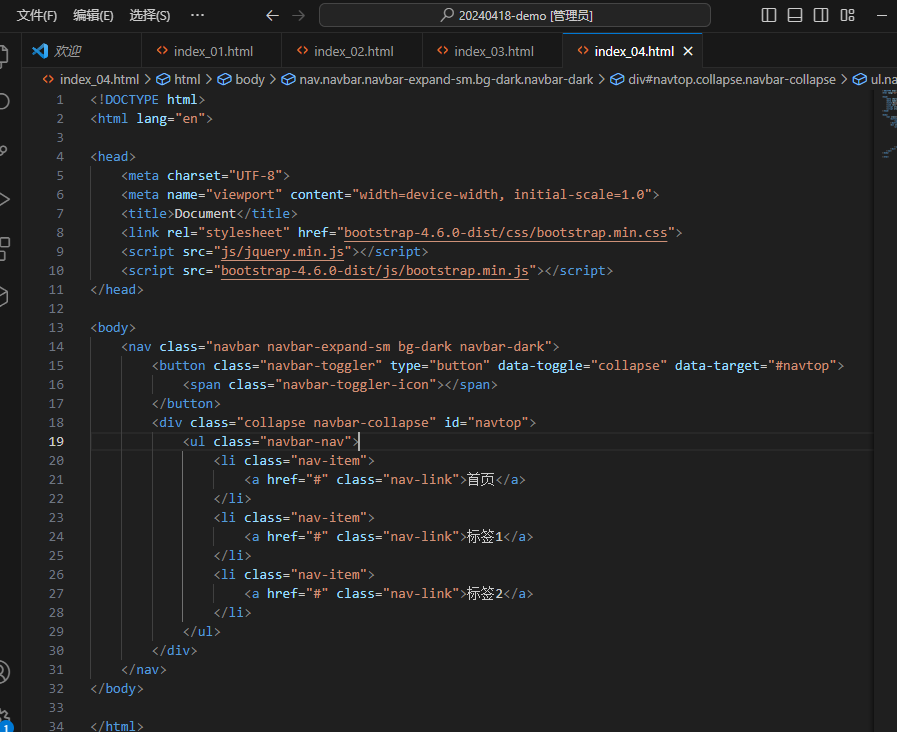 文件(F) 编辑(E) 选择(S) ··· 20240418-demo [管理员]
欢迎 index_01.html index_02.html index_03.html index_04.html
index_04.html > html > body > nav.navbar.navbar-expand-sm.bg-dark.navbar-dark > div#navtop.collapse.navbar-collapse > ul.na
1 <!DOCTYPE html>
2 <html lang="en">
3
4 <head>
5 <meta charset="UTF-8">
6 <meta name="viewport" content="width=device-width, initial-scale=1.0">
7 <title>Document</title>
8 <link rel="stylesheet" href="bootstrap-4.6.0-dist/css/bootstrap.min.css">
9 <script src="js/jquery.min.js"></script>
10 <script src="bootstrap-4.6.0-dist/js/bootstrap.min.js"></script>
11 </head>
12
13 <body>
14 <nav class="navbar navbar-expand-sm bg-dark navbar-dark">
15 <button class="navbar-toggler" type="button" data-toggle="collapse" data-target="#navtop">
16 <span class="navbar-toggler-icon"></span>
17 </button>
18 <div class="collapse navbar-collapse" id="navtop">
19 <ul class="navbar-nav">
20 <li class="nav-item">
21 <a href="#" class="nav-link">首页</a>
22 </li>
23 <li class="nav-item">
24 <a href="#" class="nav-link">标签1</a>
25 </li>
26 <li class="nav-item">
27 <a href="#" class="nav-link">标签2</a>
28 </li>
29 </ul>
30 </div>
31 </nav>
32 </body>
33
34 </html>
1